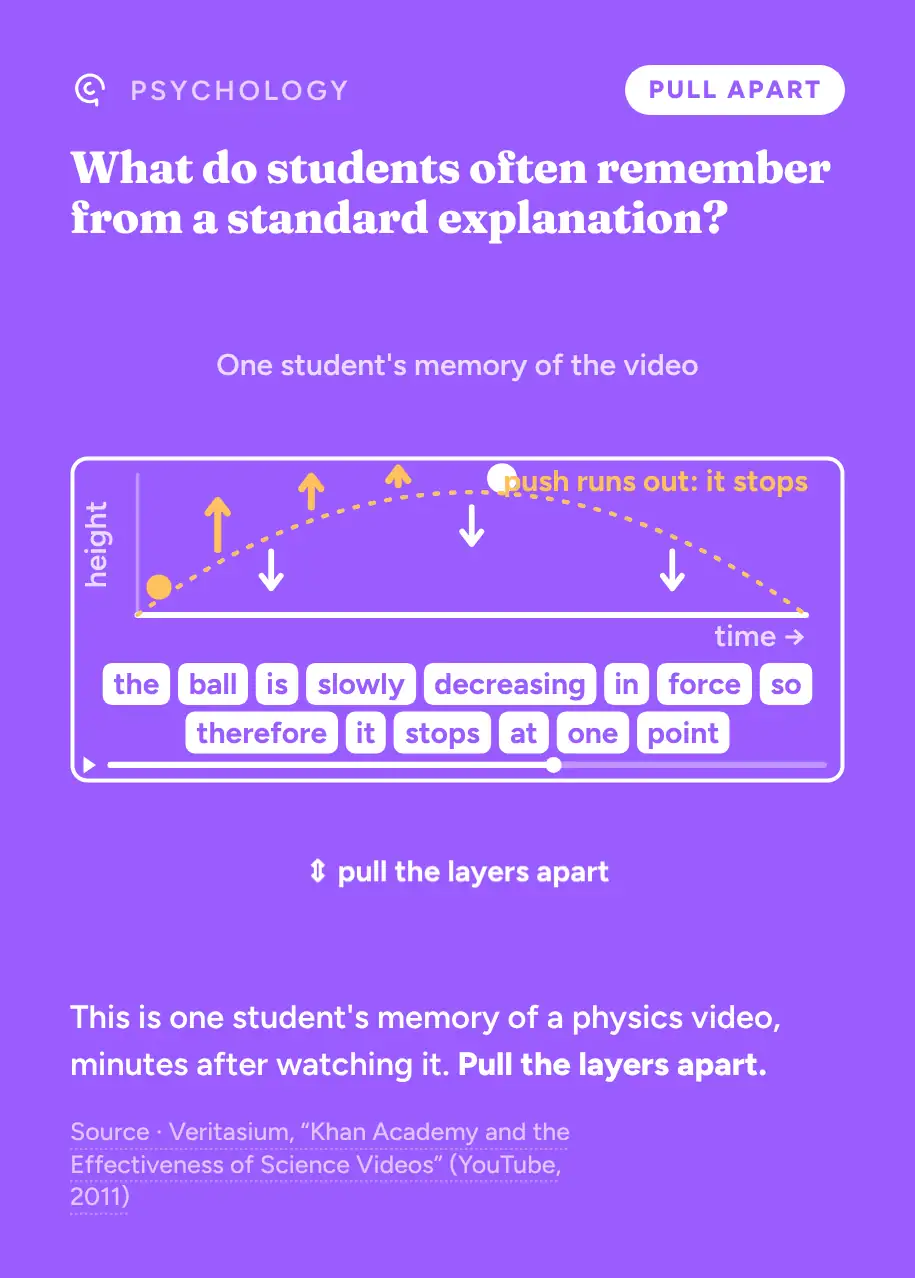 PSYCHOLOGY
PULL APART
What do students often remember
from a standard explanation?
One student's memory of the video
push runs out: it stops
height
time →
the ball is slowly decreasing in force so
therefore it stops at one point
⇕ pull the layers apart
This is one student's memory of a physics video,
minutes after watching it. Pull the layers apart.
Source · Veritasium, “Khan Academy and the
Effectiveness of Science Videos” (YouTube,
2011)